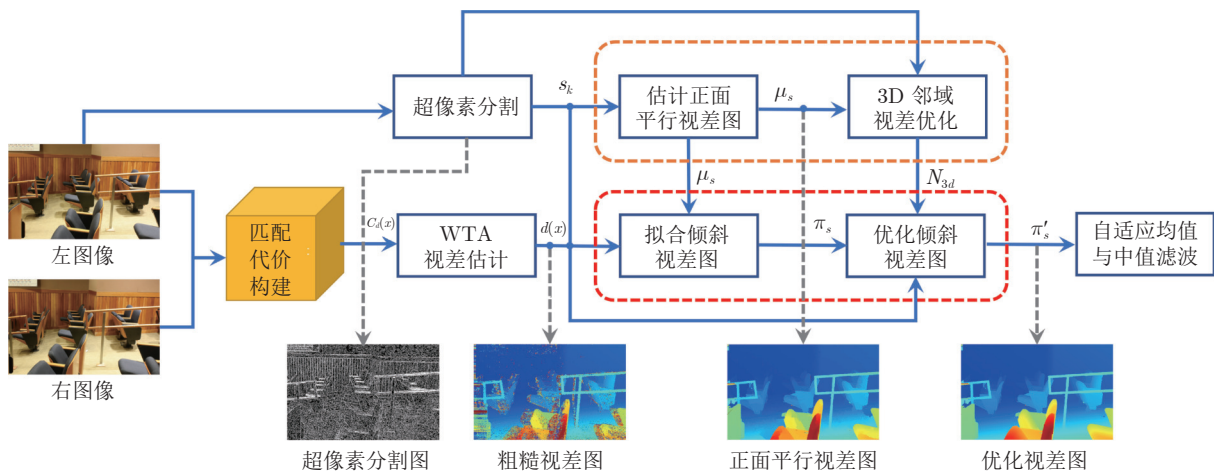 超像素分割
s_k
估计正面
平行视差图
μ_s
3D 邻域
视差优化
μ_s
N_{3d}
左图像
匹配
代价
构建
C_d(x)
WTA
视差估计
d(x)
拟合倾斜
视差图
π_s
优化倾斜
视差图
π′_s
自适应均值
与中值滤波
右图像
超像素分割图
粗糙视差图
正面平行视差图
优化视差图